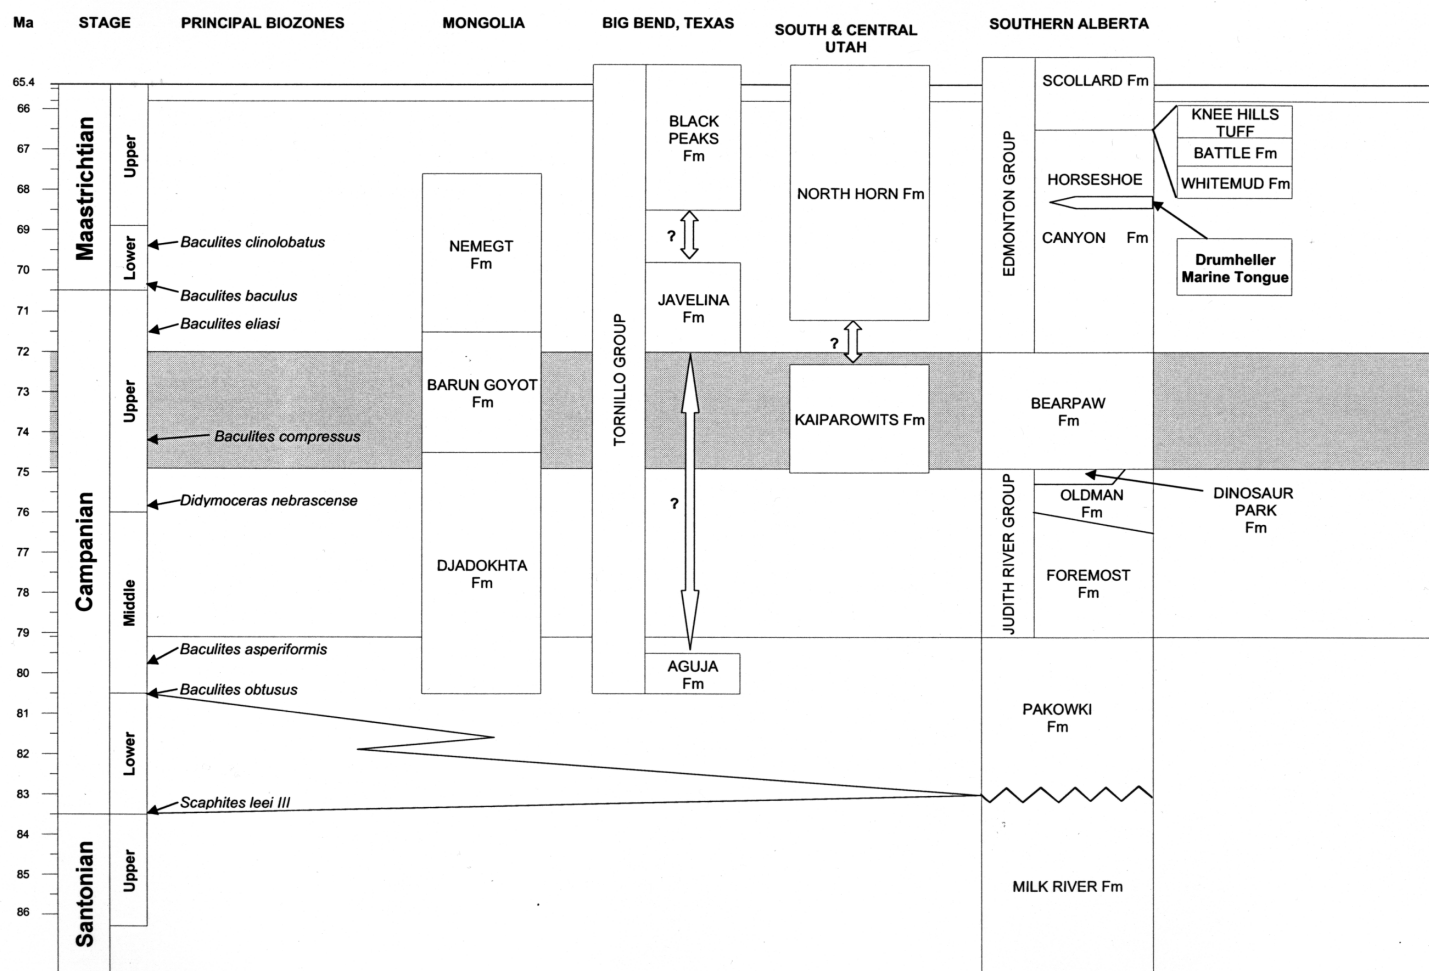 Ma
STAGE
PRINCIPAL BIOZONES
MONGOLIA
BIG BEND, TEXAS
SOUTH & CENTRAL
UTAH
SOUTHERN ALBERTA
65.4
66
67
68
69
70
71
72
73
74
75
76
77
78
79
80
81
82
83
84
85
86
Maastrichtian
Campanian
Santonian
Upper
Lower
Upper
Middle
Lower
Upper
Baculites clinolobatus
Baculites baculus
Baculites eliasi
Baculites compressus
Didymoceras nebrascense
Baculites asperiformis
Baculites obtusus
Scaphites leei III
NEMEGT
Fm
BARUN GOYOT
Fm
DJADOKHTA
Fm
TORNILLO GROUP
BLACK
PEAKS
Fm
?
JAVELINA
Fm
?
AGUJA
Fm
NORTH HORN Fm
?
KAIPAROWITS Fm
EDMONTON GROUP
SCOLLARD Fm
HORSESHOE
CANYON Fm
KNEE HILLS
TUFF
BATTLE Fm
WHITEMUD Fm
Drumheller
Marine Tongue
BEARPAW
Fm
JUDITH RIVER GROUP
OLDMAN
Fm
DINOSAUR
PARK
Fm
FOREMOST
Fm
PAKOWKI
Fm
MILK RIVER Fm